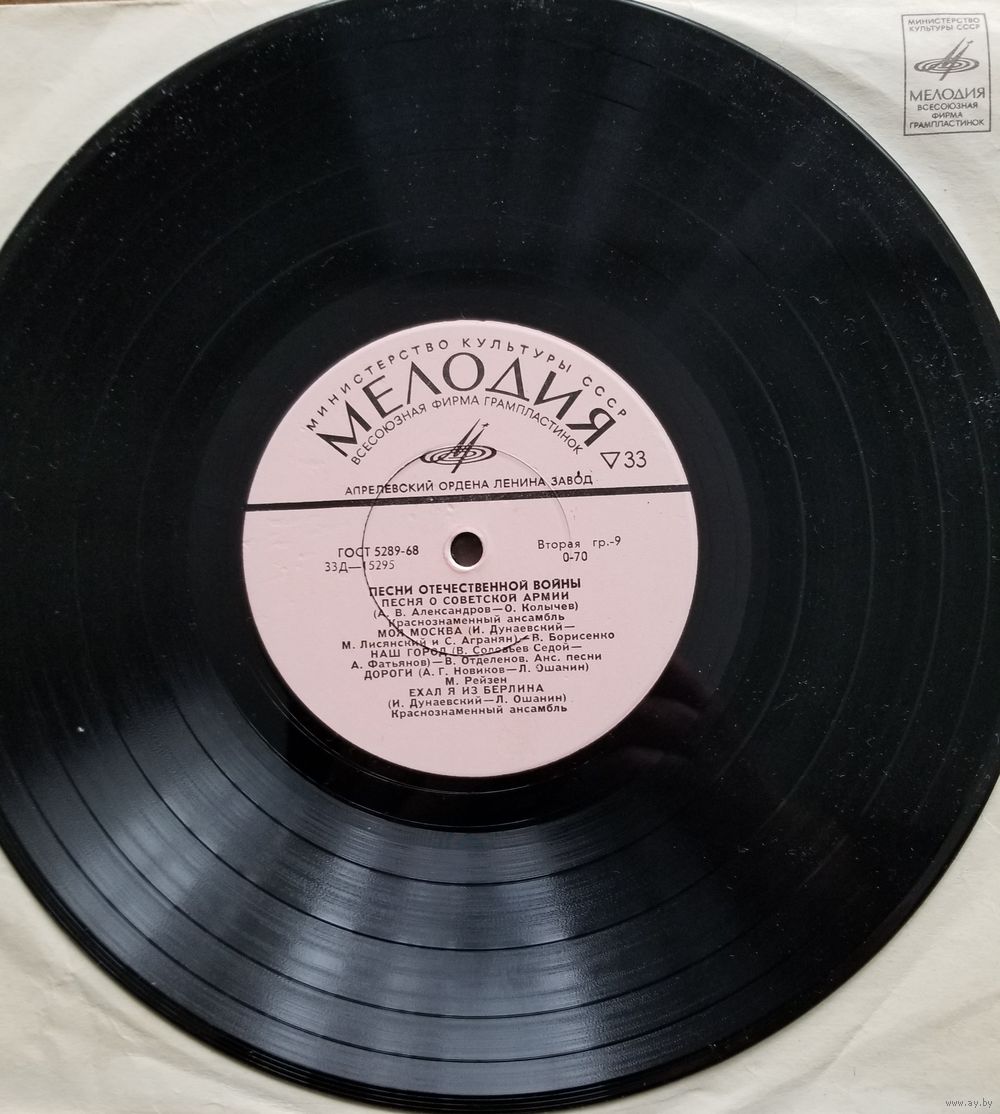 МИНИСТЕРСТВО
КУЛЬТУРЫ СССР
МЕЛОДИЯ
ВСЕСОЮЗНАЯ
ФИРМА
ГРАМПЛАСТИНОК
МИНИСТЕРСТВО КУЛЬТУРЫ СССР
МЕЛОДИЯ
ВСЕСОЮЗНАЯ ФИРМА ГРАМПЛАСТИНОК
33
АПРЕЛЕВСКИЙ ОРДЕНА ЛЕНИНА ЗАВОД
ГОСТ 5289-68
33Д—15295
Вторая гр.-9
0-70
ПЕСНИ ОТЕЧЕСТВЕННОЙ ВОЙНЫ
ПЕСНЯ О СОВЕТСКОЙ АРМИИ
(А. В. Александров—О. Колычев)
Краснознаменный ансамбль
МОЯ МОСКВА (И. Дунаевский—
М. Лисянский и С. Агранян)—В. Борисенко
НАШ ГОРОД (В. Соловьев Седой—
А. Фатьянов)—В. Отделенов. Анс. песни
ДОРОГИ (А. Г. Новиков—Л. Ошанин)
М. Рейзен
ЕХАЛ Я ИЗ БЕРЛИНА
(И. Дунаевский—Л. Ошанин)
Краснознаменный ансамбль
www.ay.by